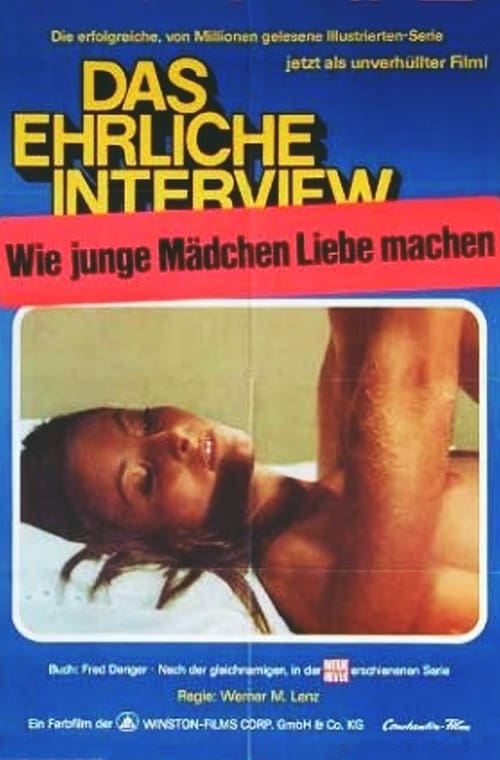 Die erfolgreiche, von Millionen gelesene Illustrierten-Serie
jetzt als unverhüllter Film!
DAS
EHRLICHE
INTERVIEW
Wie junge Mädchen Liebe machen
Buch: Fred Denger · Nach der gleichnamigen, in der NEUE REVUE erschienenen Serie
Regie: Werner M. Lenz
Ein Farbfilm der WINSTON-FILMS CORP. GmbH & Co. KG Constantin-Film